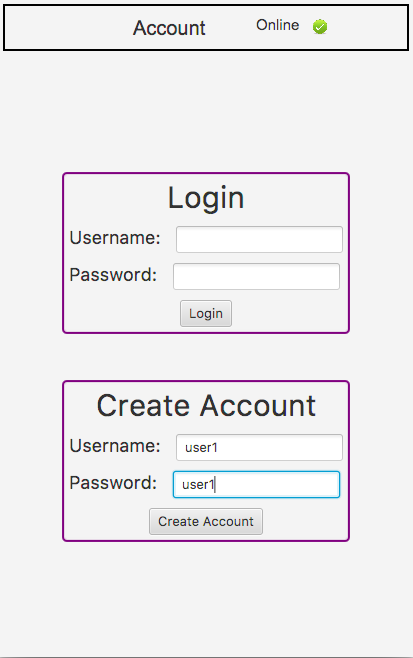 Account Online
Login
Username:
Password:
Login
Create Account
Username: user1
Password: user1
Create Account